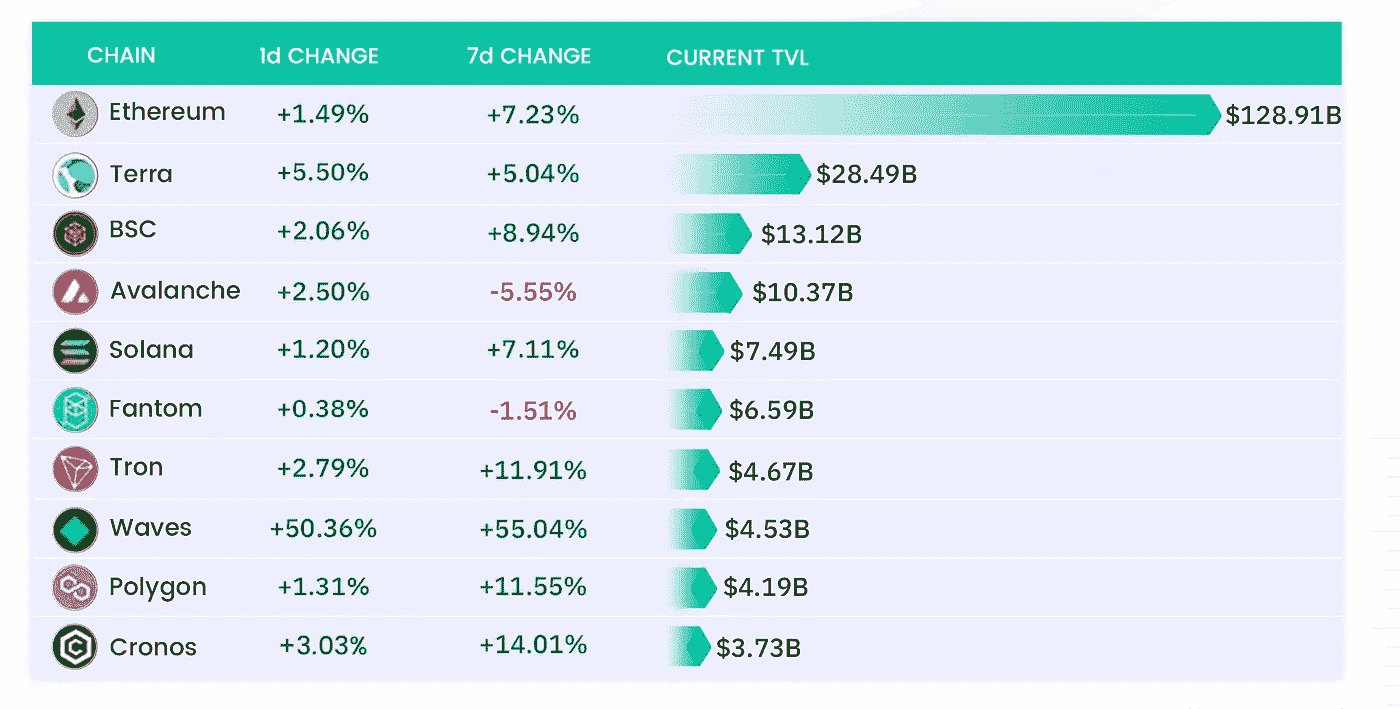 CHAIN 1d CHANGE 7d CHANGE CURRENT TVL
Ethereum +1.49% +7.23% $128.91B
Terra +5.50% +5.04% $28.49B
BSC +2.06% +8.94% $13.12B
Avalanche +2.50% -5.55% $10.37B
Solana +1.20% +7.11% $7.49B
Fantom +0.38% -1.51% $6.59B
Tron +2.79% +11.91% $4.67B
Waves +50.36% +55.04% $4.53B
Polygon +1.31% +11.55% $4.19B
Cronos +3.03% +14.01% $3.73B